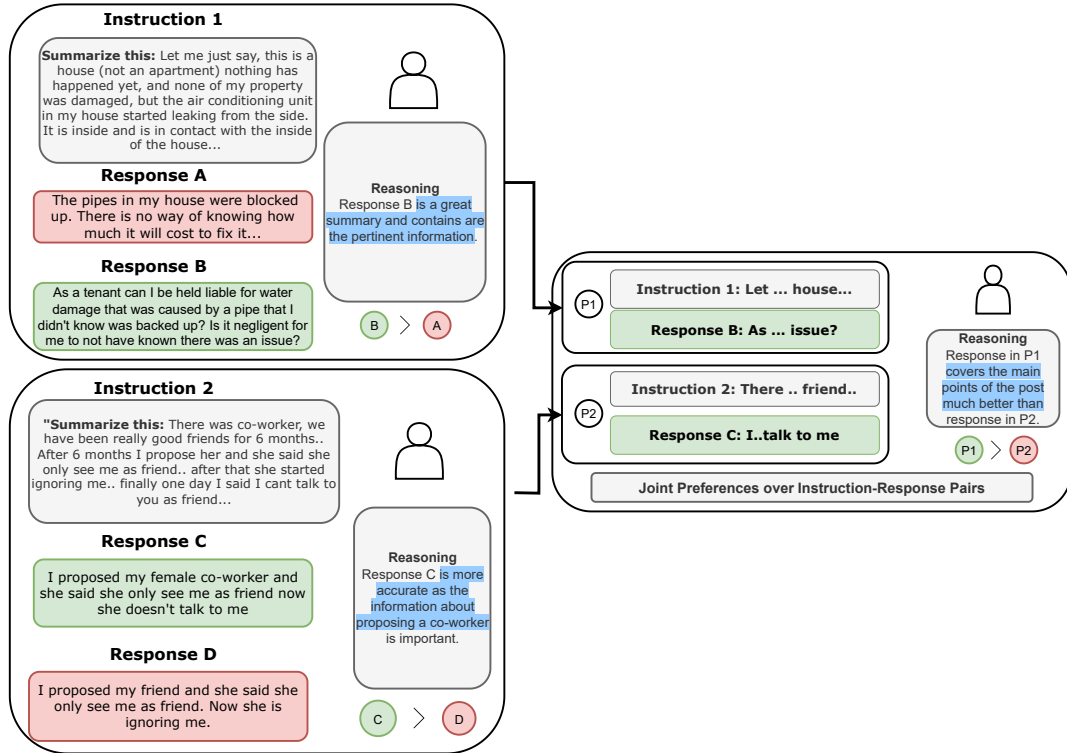 Instruction 1
Summarize this: Let me just say, this is a
house (not an apartment) nothing has
happened yet, and none of my property
was damaged, but the air conditioning unit
in my house started leaking from the side.
It is inside and is in contact with the inside
of the house...
Response A
The pipes in my house were blocked
up. There is no way of knowing how
much it will cost to fix it...
Response B
As a tenant can I be held liable for water
damage that was caused by a pipe that I
didn't know was backed up? Is it negligent for
me to not have known there was an issue?
Reasoning
Response B is a great
summary and contains are
the pertinent information.
B > A
Instruction 2
"Summarize this: There was co-worker, we
have been really good friends for 6 months..
After 6 months I propose her and she said she
only see me as friend.. after that she started
ignoring me.. finally one day I said I cant talk to
you as friend...
Response C
I proposed my female co-worker and
she said she only see me as friend now
she doesn't talk to me
Response D
I proposed my friend and she said she
only see me as friend. Now she is
ignoring me.
Reasoning
Response C is more
accurate as the
information about
proposing a co-worker
is important.
C > D
P1
Instruction 1: Let ... house...
Response B: As ... issue?
P2
Instruction 2: There .. friend..
Response C: I..talk to me
Reasoning
Response in P1
covers the main
points of the post
much better than
response in P2.
P1 > P2
Joint Preferences over Instruction-Response Pairs